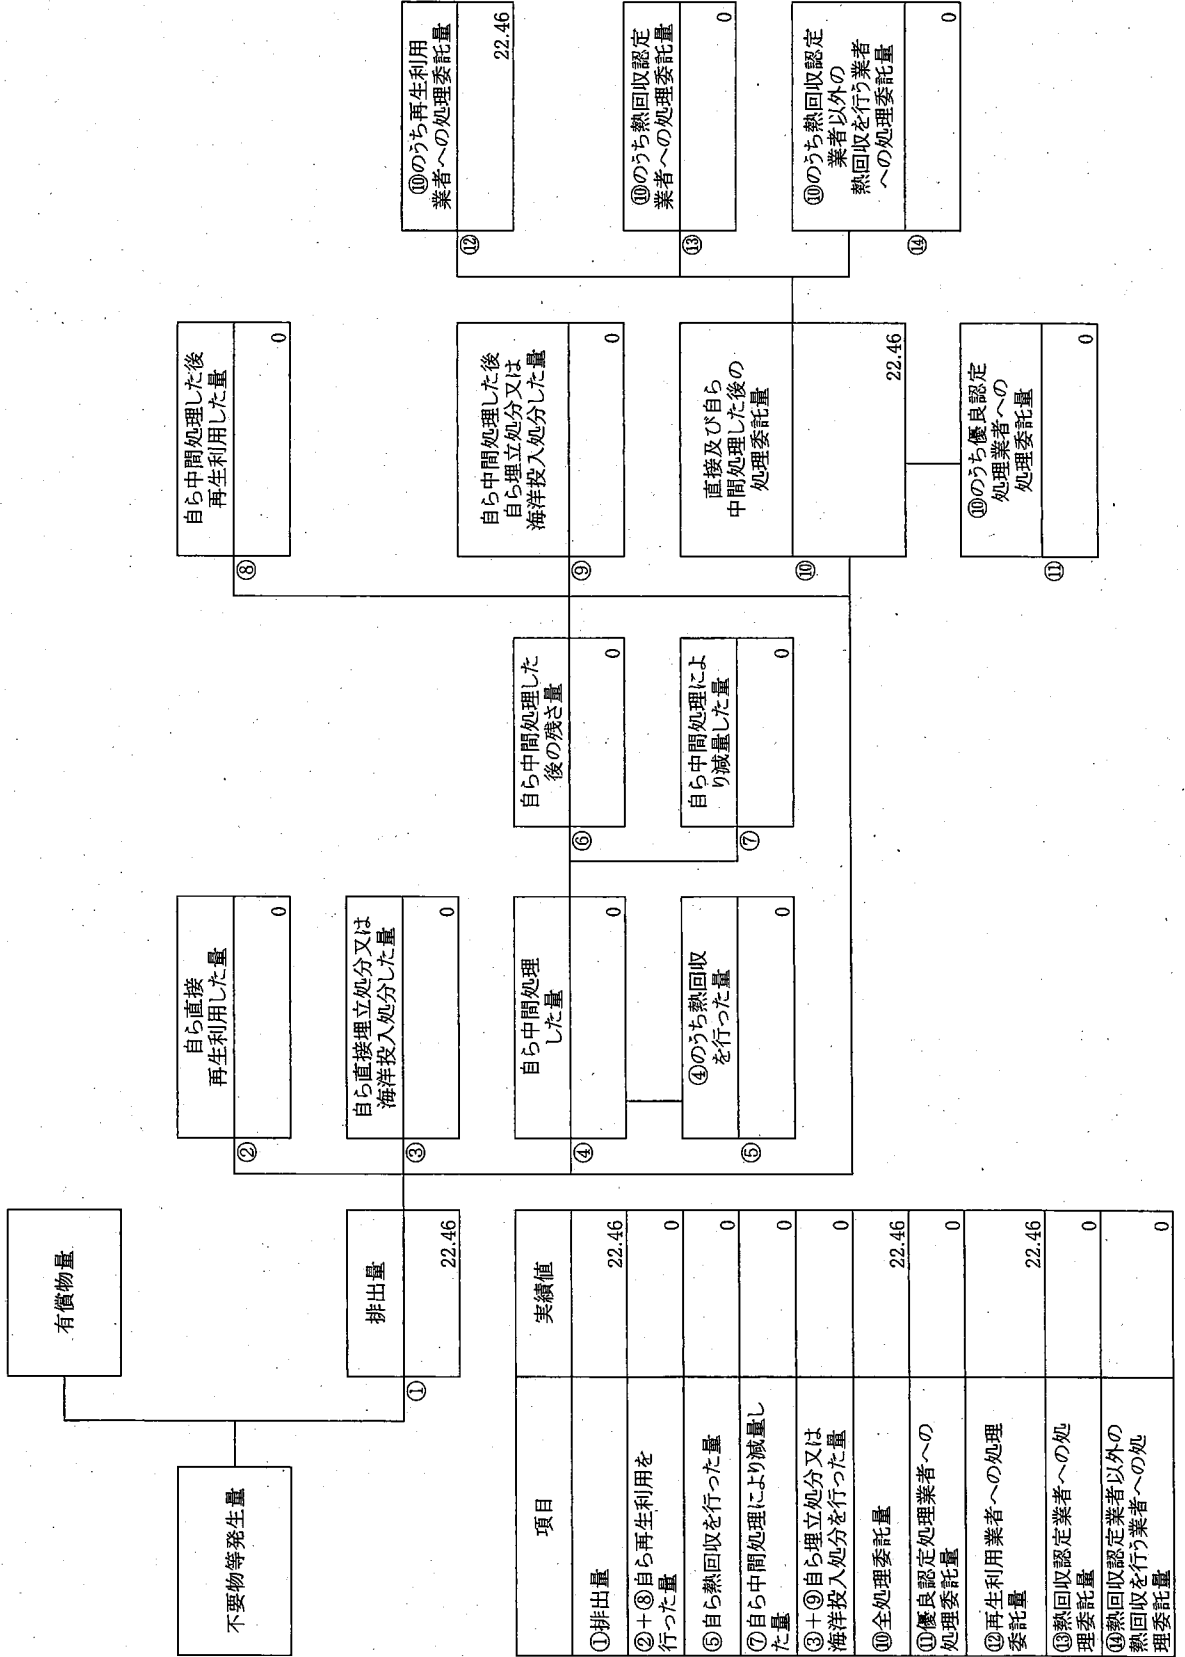 不要物等発生量
有償物量
①
排出量
22.46
②
自ら直接
再生利用した量
0
③
自ら直接埋立処分又は
海洋投入処分した量
0
④
自ら中間処理
した量
0
⑤
④のうち熱回収
を行った量
0
⑥
自ら中間処理した
後の残さ量
0
⑦
自ら中間処理によ
り減量した量
0
⑧
自ら中間処理した後
再生利用した量
0
⑨
自ら中間処理した後
自ら埋立処分又は
海洋投入処分した量
0
⑩
直接及び自ら
中間処理した後の
処理委託量
22.46
⑪
⑩のうち優良認定
処理業者への
処理委託量
0
⑫
⑩のうち再生利用
業者への処理委託量
22.46
⑬
⑩のうち熱回収認定
業者への処理委託量
0
⑭
⑩のうち熱回収認定
業者以外の
熱回収を行う業者
への処理委託量
0
項目 実績値
①排出量 22.46
②+⑧自ら再生利用を
行った量 0
⑤自ら熱回収を行った量 0
⑦自ら中間処理により減量し
た量 0
③+⑨自ら埋立処分又は
海洋投入処分を行った量 0
⑩全処理委託量 22.46
⑪優良認定処理業者への
処理委託量 0
⑫再生利用業者への処理
委託量 22.46
⑬熱回収認定業者への処
理委託量 0
⑭熱回収認定業者以外の
熱回収を行う業者への処
理委託量 0